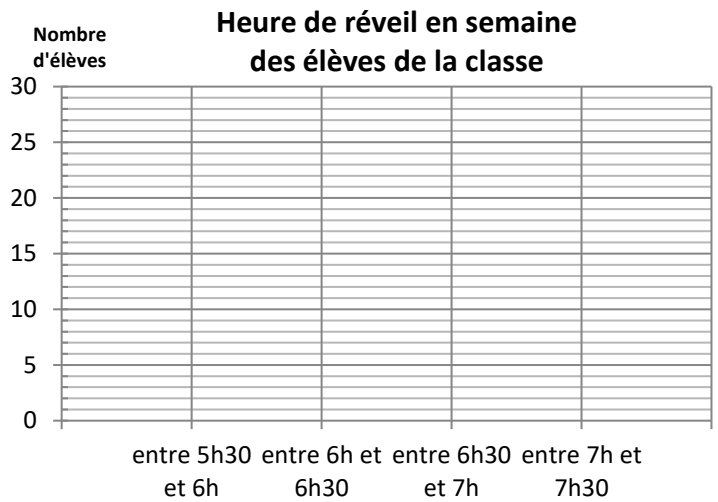 Heure de réveil en semaine
des élèves de la classe
Nombre
d'élèves
30
25
20
15
10
5
0
entre 5h30 et 6h
entre 6h et 6h30
entre 6h30 et 7h
entre 7h et 7h30